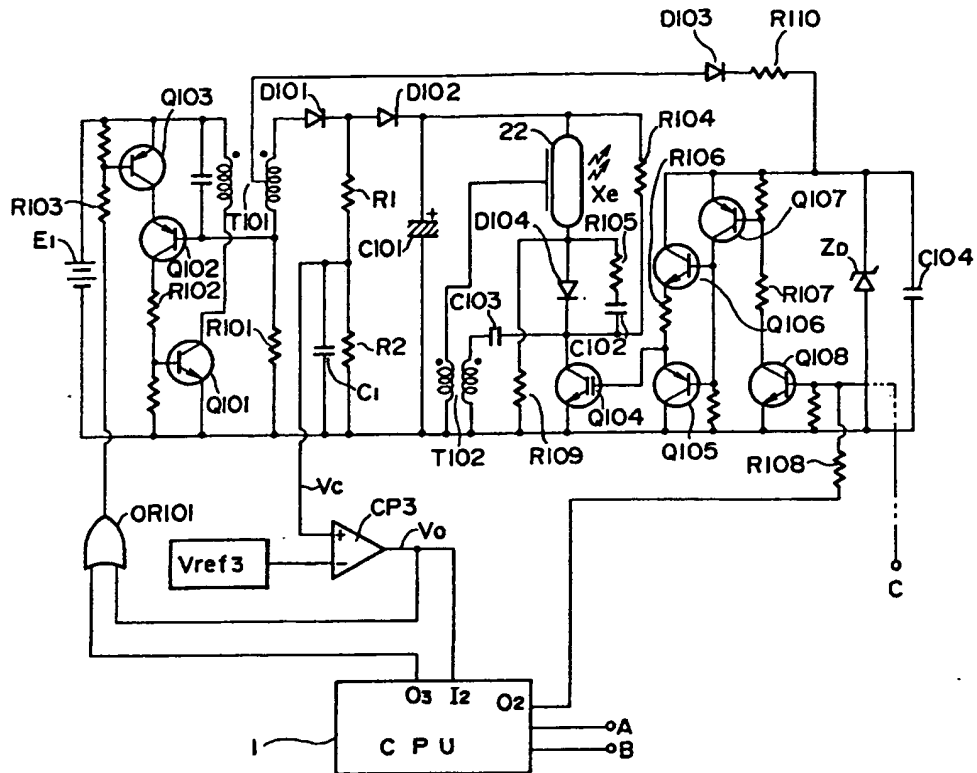 D103
R110
D101
D102
Q103
22
R104
R106
Xe
R1
D104
R105
Q107
R103
T101
C101
ZD
C104
E1
Q102
R102
C103
R107
Q106
R101
R2
C102
Q108
C1
Q101
Q104
T102
R109
Q105
R108
Vc
CP3
Va
OR101
+
Vref3
−
C
O3 I2 O2
A
1
CPU
B